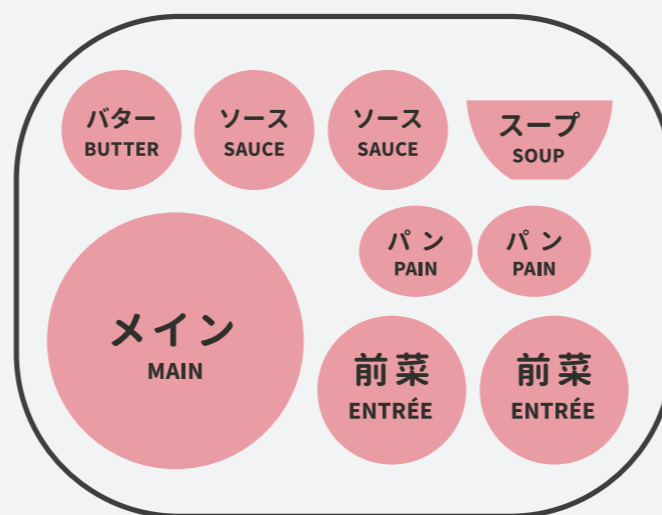 バター
BUTTER
ソース
SAUCE
ソース
SAUCE
スープ
SOUP
パン
PAIN
パン
PAIN
メイン
MAIN
前菜
ENTRÉE
前菜
ENTRÉE